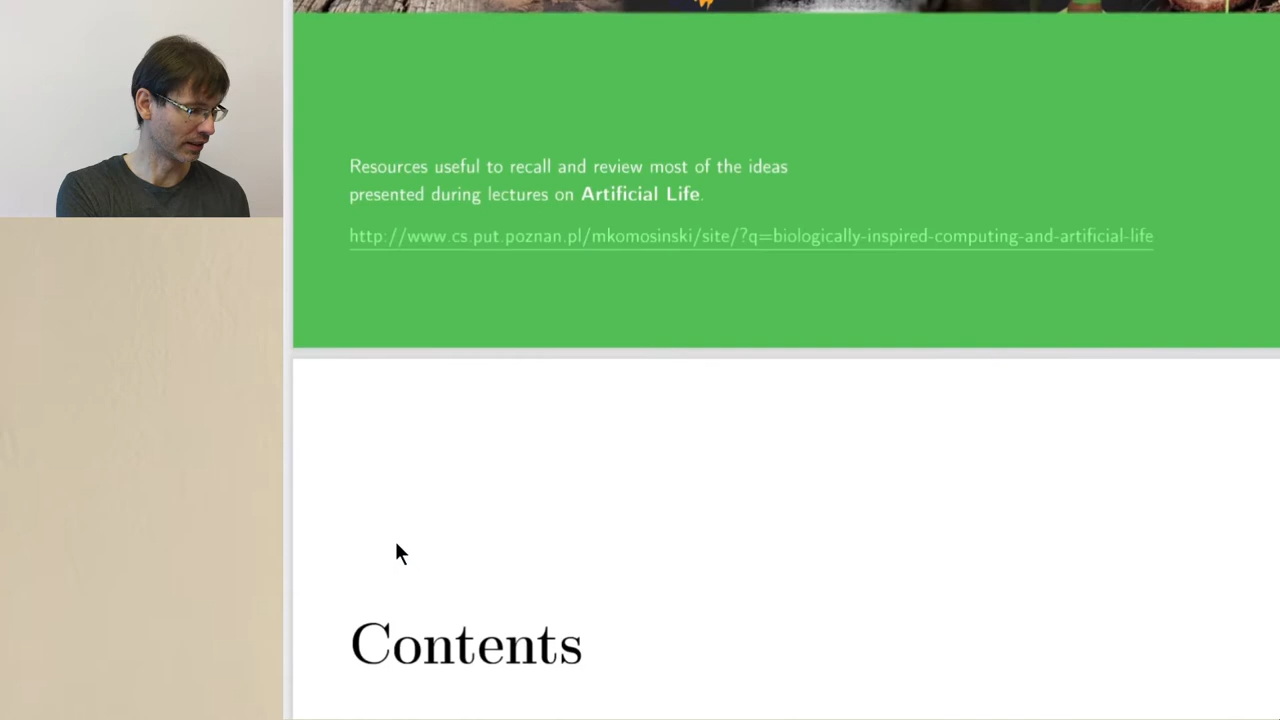 Resources useful to recall and review most of the ideas
presented during lectures on Artificial Life.
http://www.cs.put.poznan.pl/mkomosinski/site/?q=biologically-inspired-computing-and-artificial-life
Contents